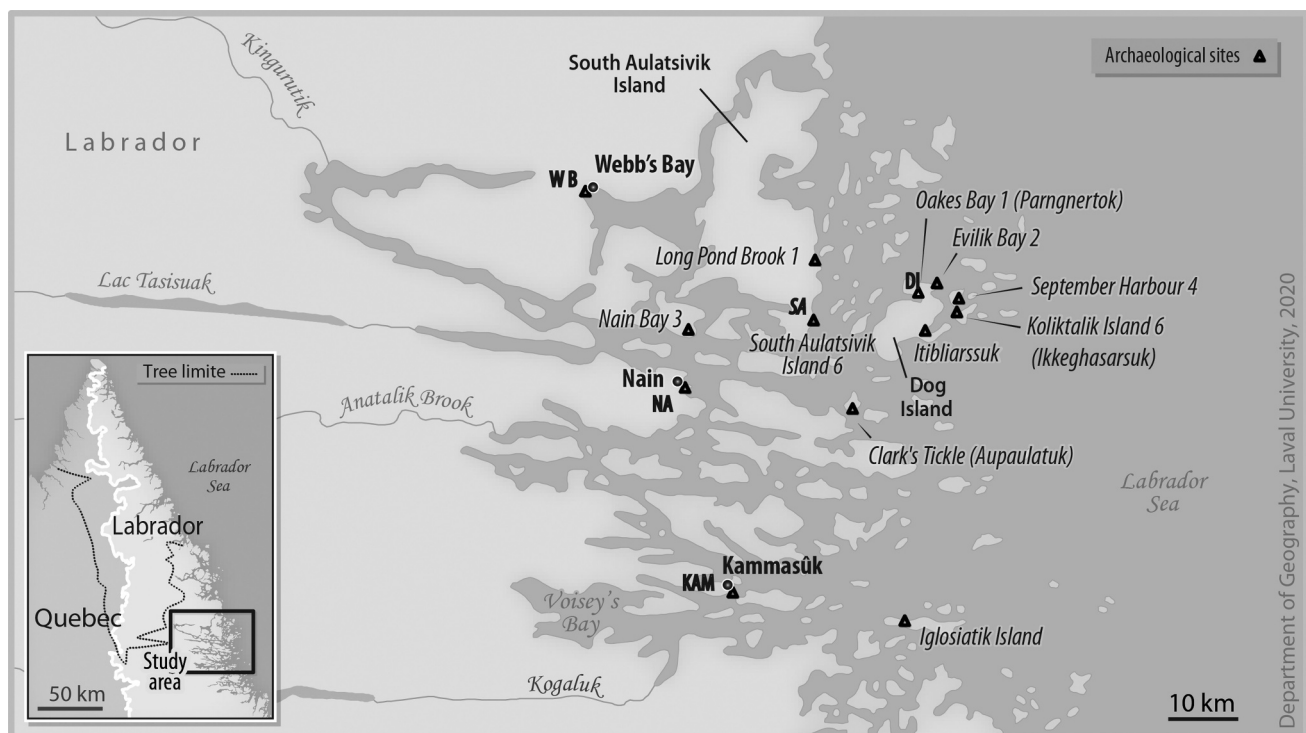 Kingurutik
South Aulatsivik
Island
Archaeological sites
Labrador
W B
Webb's Bay
Oakes Bay 1 (Parngnertok)
Evilik Bay 2
Long Pond Brook 1
DI
September Harbour 4
Lac Tasisuak
SA
Nain Bay 3
South Aulatsivik
Island 6
Koliktalik Island 6
(Ikkeghasarsuk)
Itibliarssuk
Nain
NA
Dog
Island
Anatalik Brook
Clark's Tickle (Aupaulatuk)
Labrador
Sea
Tree limite
Labrador
Sea
Labrador
Quebec
Study
area
50 km
KAM
Kammasûk
Voisey's
Bay
Iglosiatik Island
Kogaluk
10 km
Department of Geography, Laval University, 2020